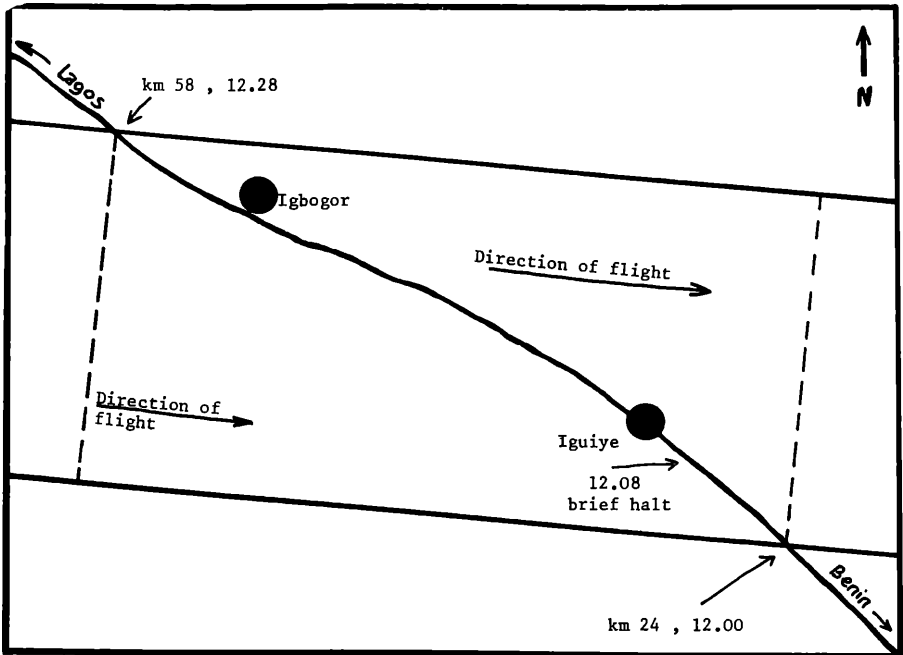 Lagos
km 58 , 12.28
N
Igbogor
Direction of flight
Direction of
flight
Iguiye
12.08
brief halt
Benin
km 24 , 12.00